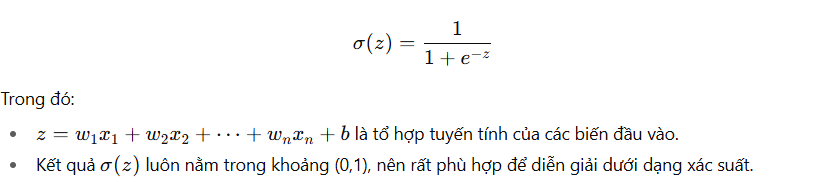 σ(z) = 1 / (1 + e^{−z})
Trong đó:
• z = w₁x₁ + w₂x₂ + ⋯ + wₙxₙ + b là tổ hợp tuyến tính của các biến đầu vào.
• Kết quả σ(z) luôn nằm trong khoảng (0,1), nên rất phù hợp để diễn giải dưới dạng xác suất.